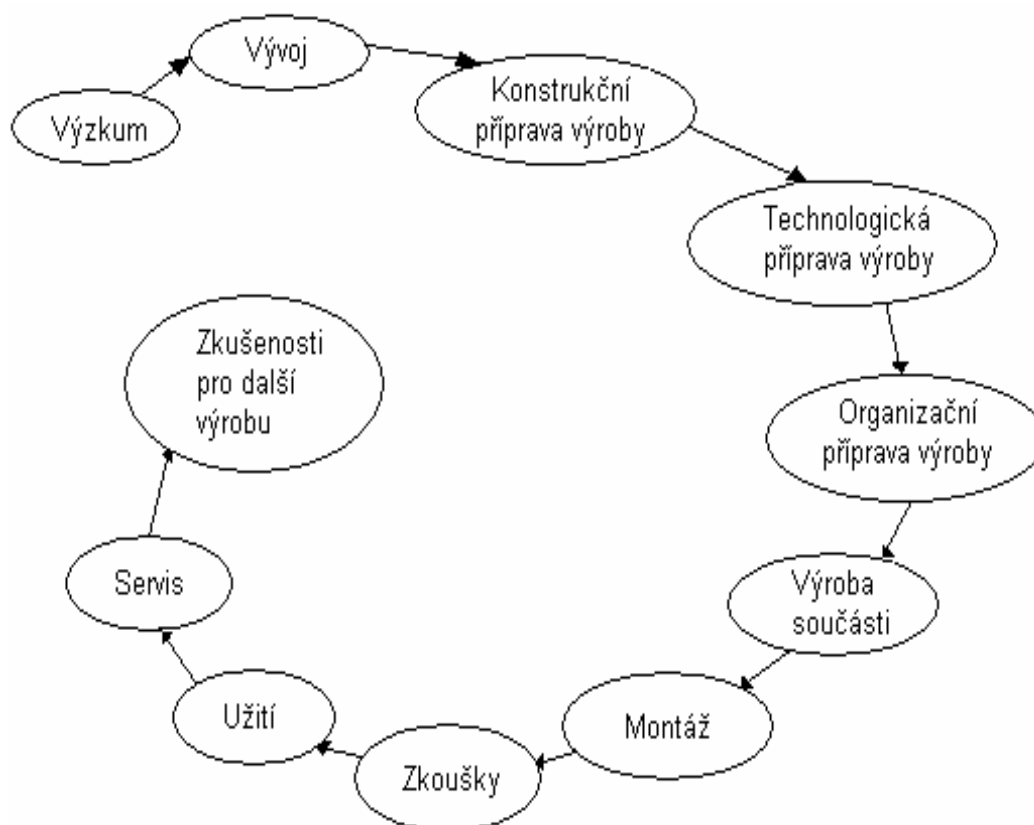 Výzkum
Vývoj
Konstrukční
příprava výroby
Technologická
příprava výroby
Organizační
příprava výroby
Výroba
součásti
Montáž
Zkoušky
Užití
Servis
Zkušenosti
pro další
výrobu